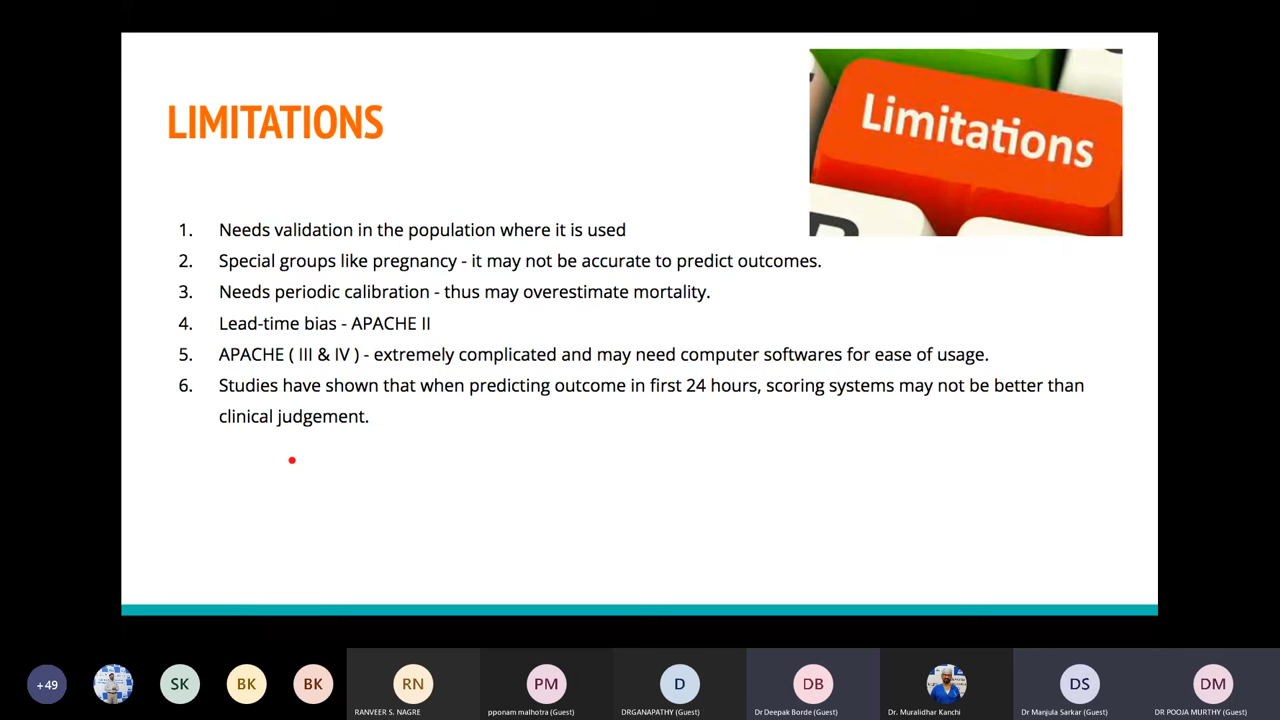 LIMITATIONS
Limitations
1. Needs validation in the population where it is used
2. Special groups like pregnancy - it may not be accurate to predict outcomes.
3. Needs periodic calibration - thus may overestimate mortality.
4. Lead-time bias - APACHE II
5. APACHE ( III & IV ) - extremely complicated and may need computer softwares for ease of usage.
6. Studies have shown that when predicting outcome in first 24 hours, scoring systems may not be better than
clinical judgement.
+49 SK BK BK RN PM D DB DS DM
RANVEER S. NAGRE pponam malhotra (Guest) DRGANAPATHY (Guest) Dr Deepak Borde (Guest) Dr. Muralidhar Kanchi Dr Manjula Sarkar (Guest) DR POOJA MURTHY (Guest)